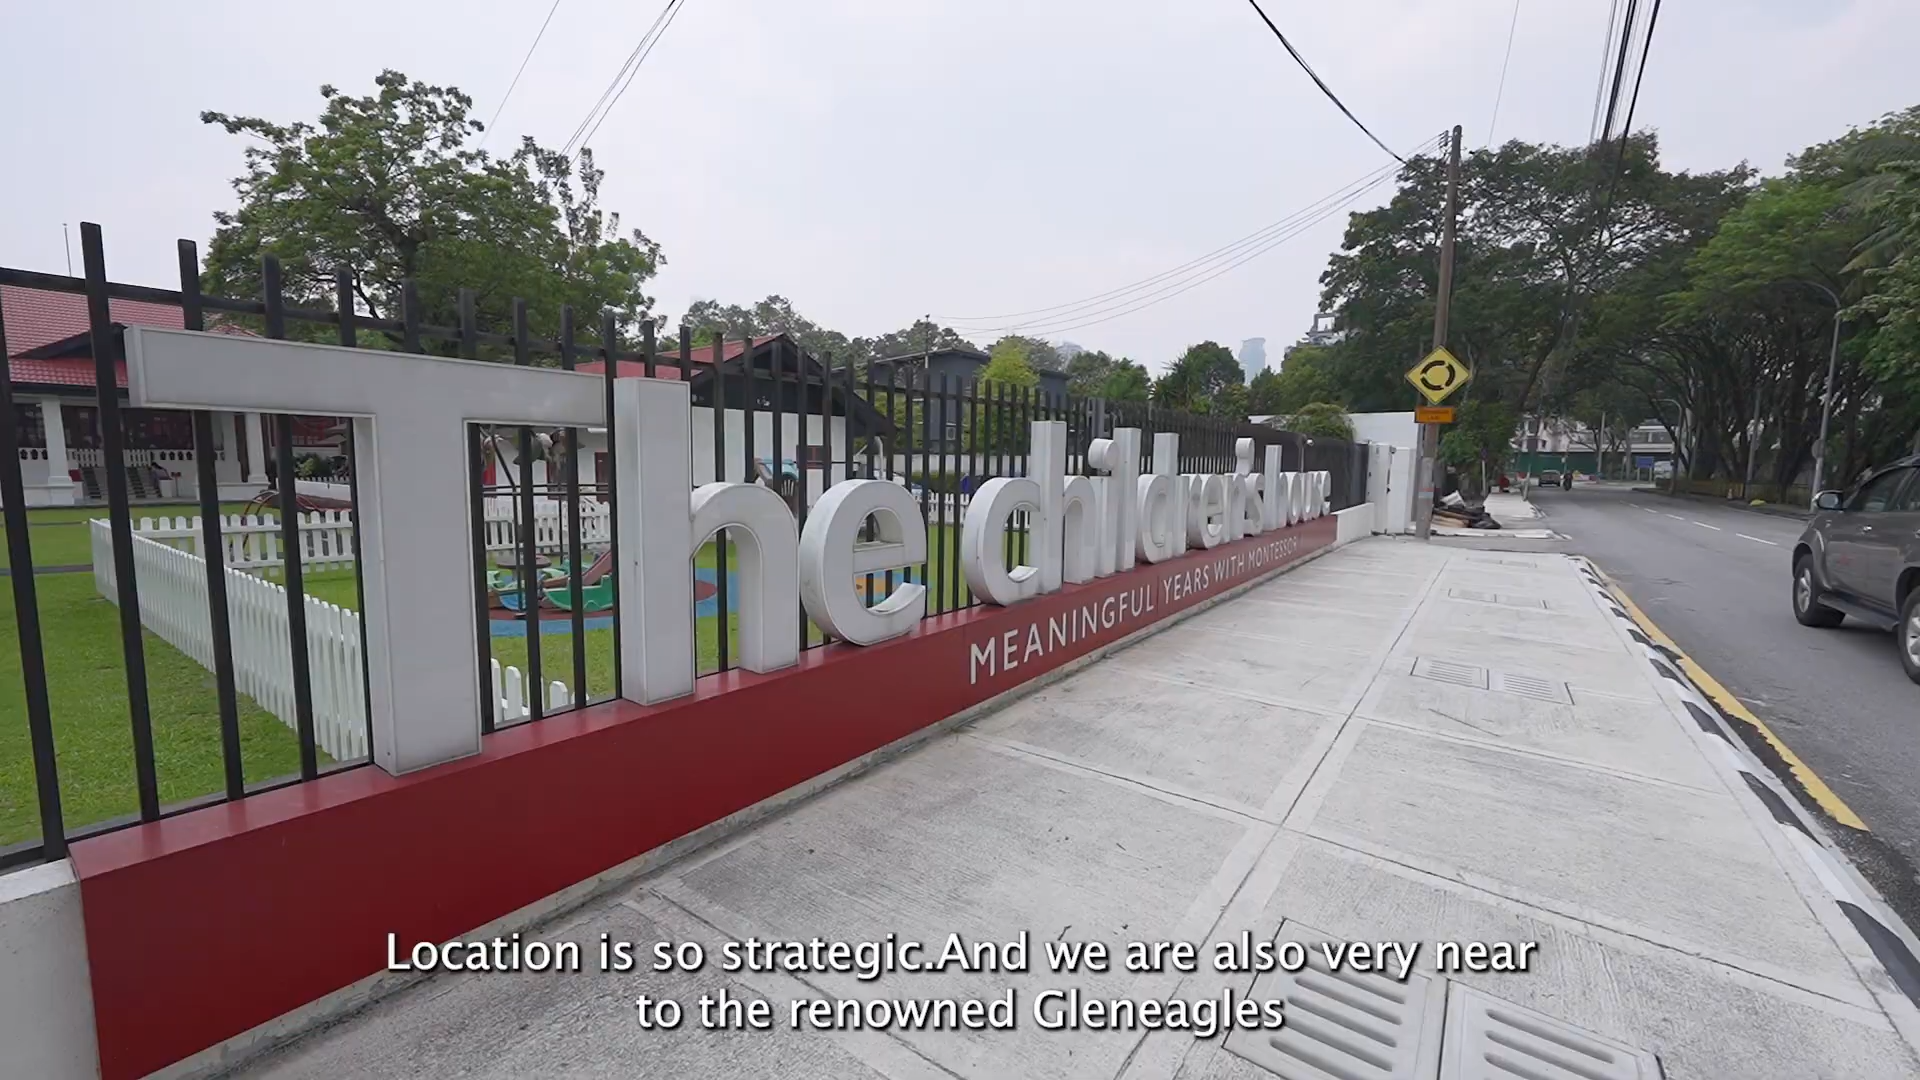 The children's house
MEANINGFUL YEARS WITH MONTESSORI
Location is so strategic.And we are also very near
to the renowned Gleneagles